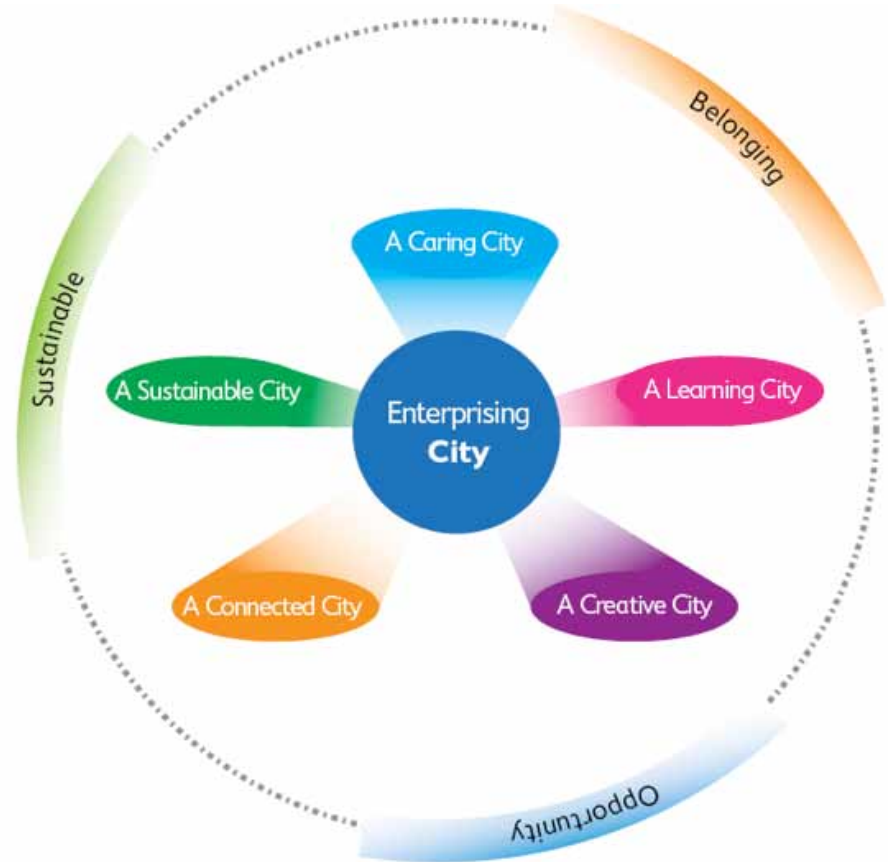 Belonging
A Caring City
Sustainable
A Sustainable City
Enterprising
City
A Learning City
A Connected City
A Creative City
Opportunity